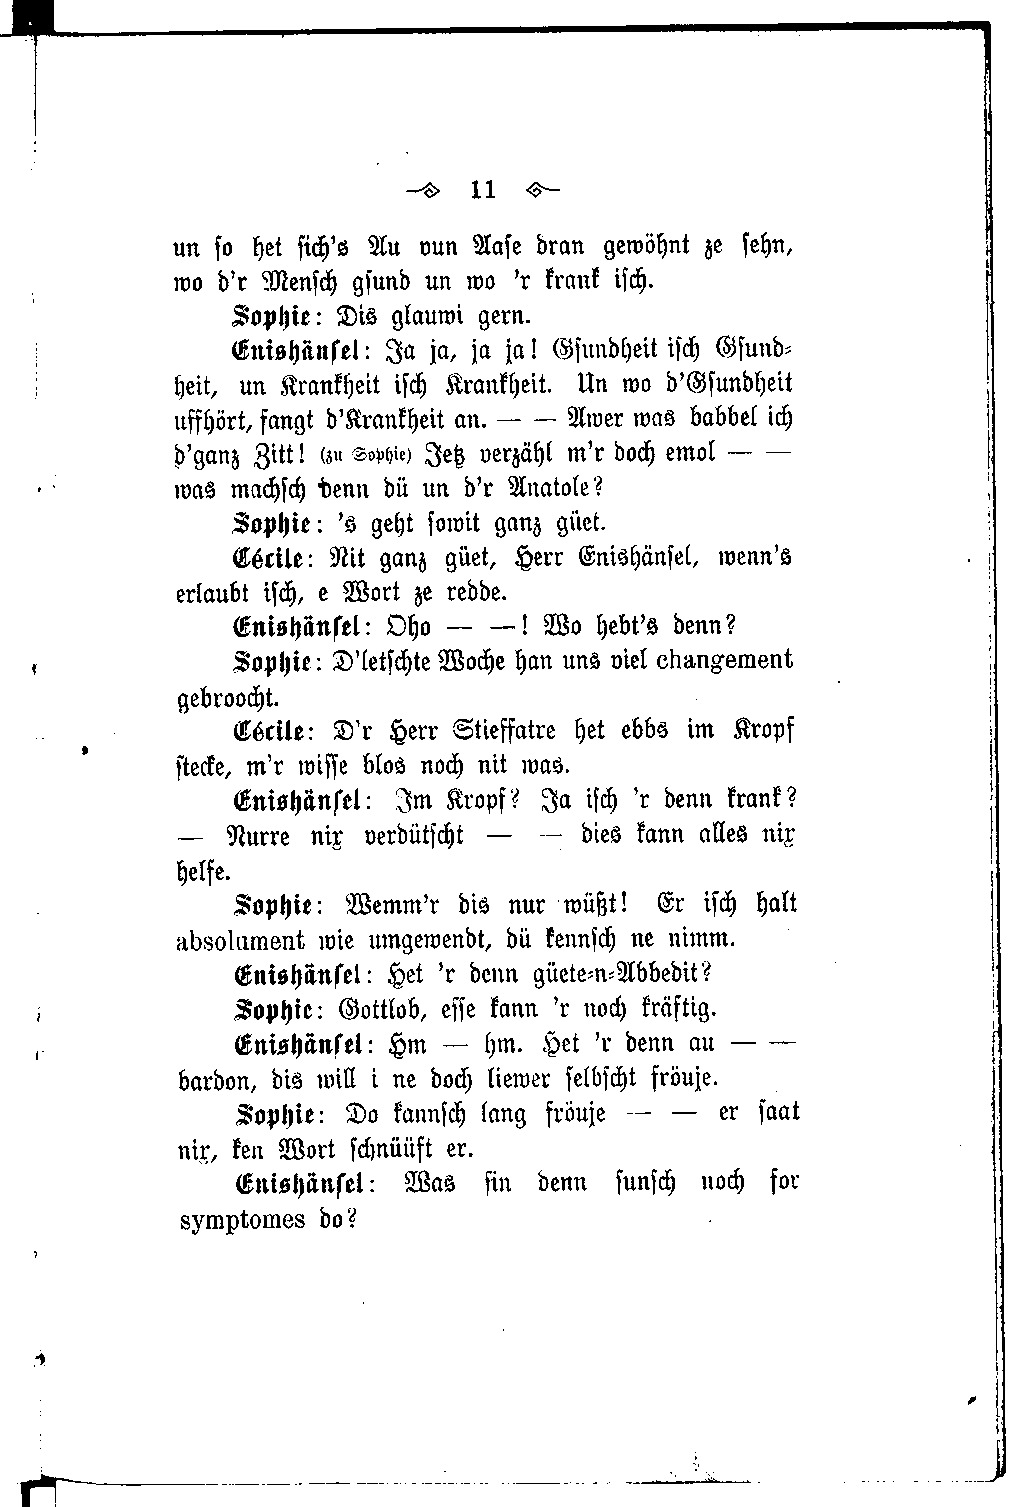 11
un so het sich's Au vun Aase dran gewöhnt ze sehn,
wo d'r Mensch gsund un wo 'r krank isch.
Sophie: Dis glauwi gern.
Enishänsel: Ja ja, ja ja! Gsundheit isch Gsund-
heit, un Krankheit isch Krankheit. Un wo d'Gsundheit
uffhört, fangt d'Krankheit an. — — Awer was babbel ich
d'ganz Zitt! (zu Sophie) Jetz verzähl m'r doch emol — —
was machsch denn dü un d'r Anatole?
Sophie: 's geht sowit ganz güet.
Cécile: Nit ganz güet, Herr Enishänsel, wenn's
erlaubt isch, e Wort ze redde.
Enishänsel: Oho — —! Wo hebt's denn?
Sophie: D'letschte Woche han uns viel changement
gebroocht.
Cécile: D'r Herr Stieffatre het ebbs im Kropf
stecke, m'r wisse blos noch nit was.
Enishänsel: Im Kropf? Ja isch 'r denn krank?
— Nurre nix verdütscht — — dies kann alles nix
helfe.
Sophie: Wemm'r dis nur wüßt! Er isch halt
absolument wie umgewendt, dü kennsch ne nimm.
Enishänsel: Het 'r denn güete-n-Abbedit?
Sophie: Gottlob, esse kann 'r noch kräftig.
Enishänsel: Hm — hm. Het 'r denn au — —
bardon, dis will i ne doch liewer selbscht fröuje.
Sophie: Do kannsch lang fröuje — — er saat
nix, ken Wort schnüüft er.
Enishänsel: Was sin denn sunsch noch for
symptomes do?